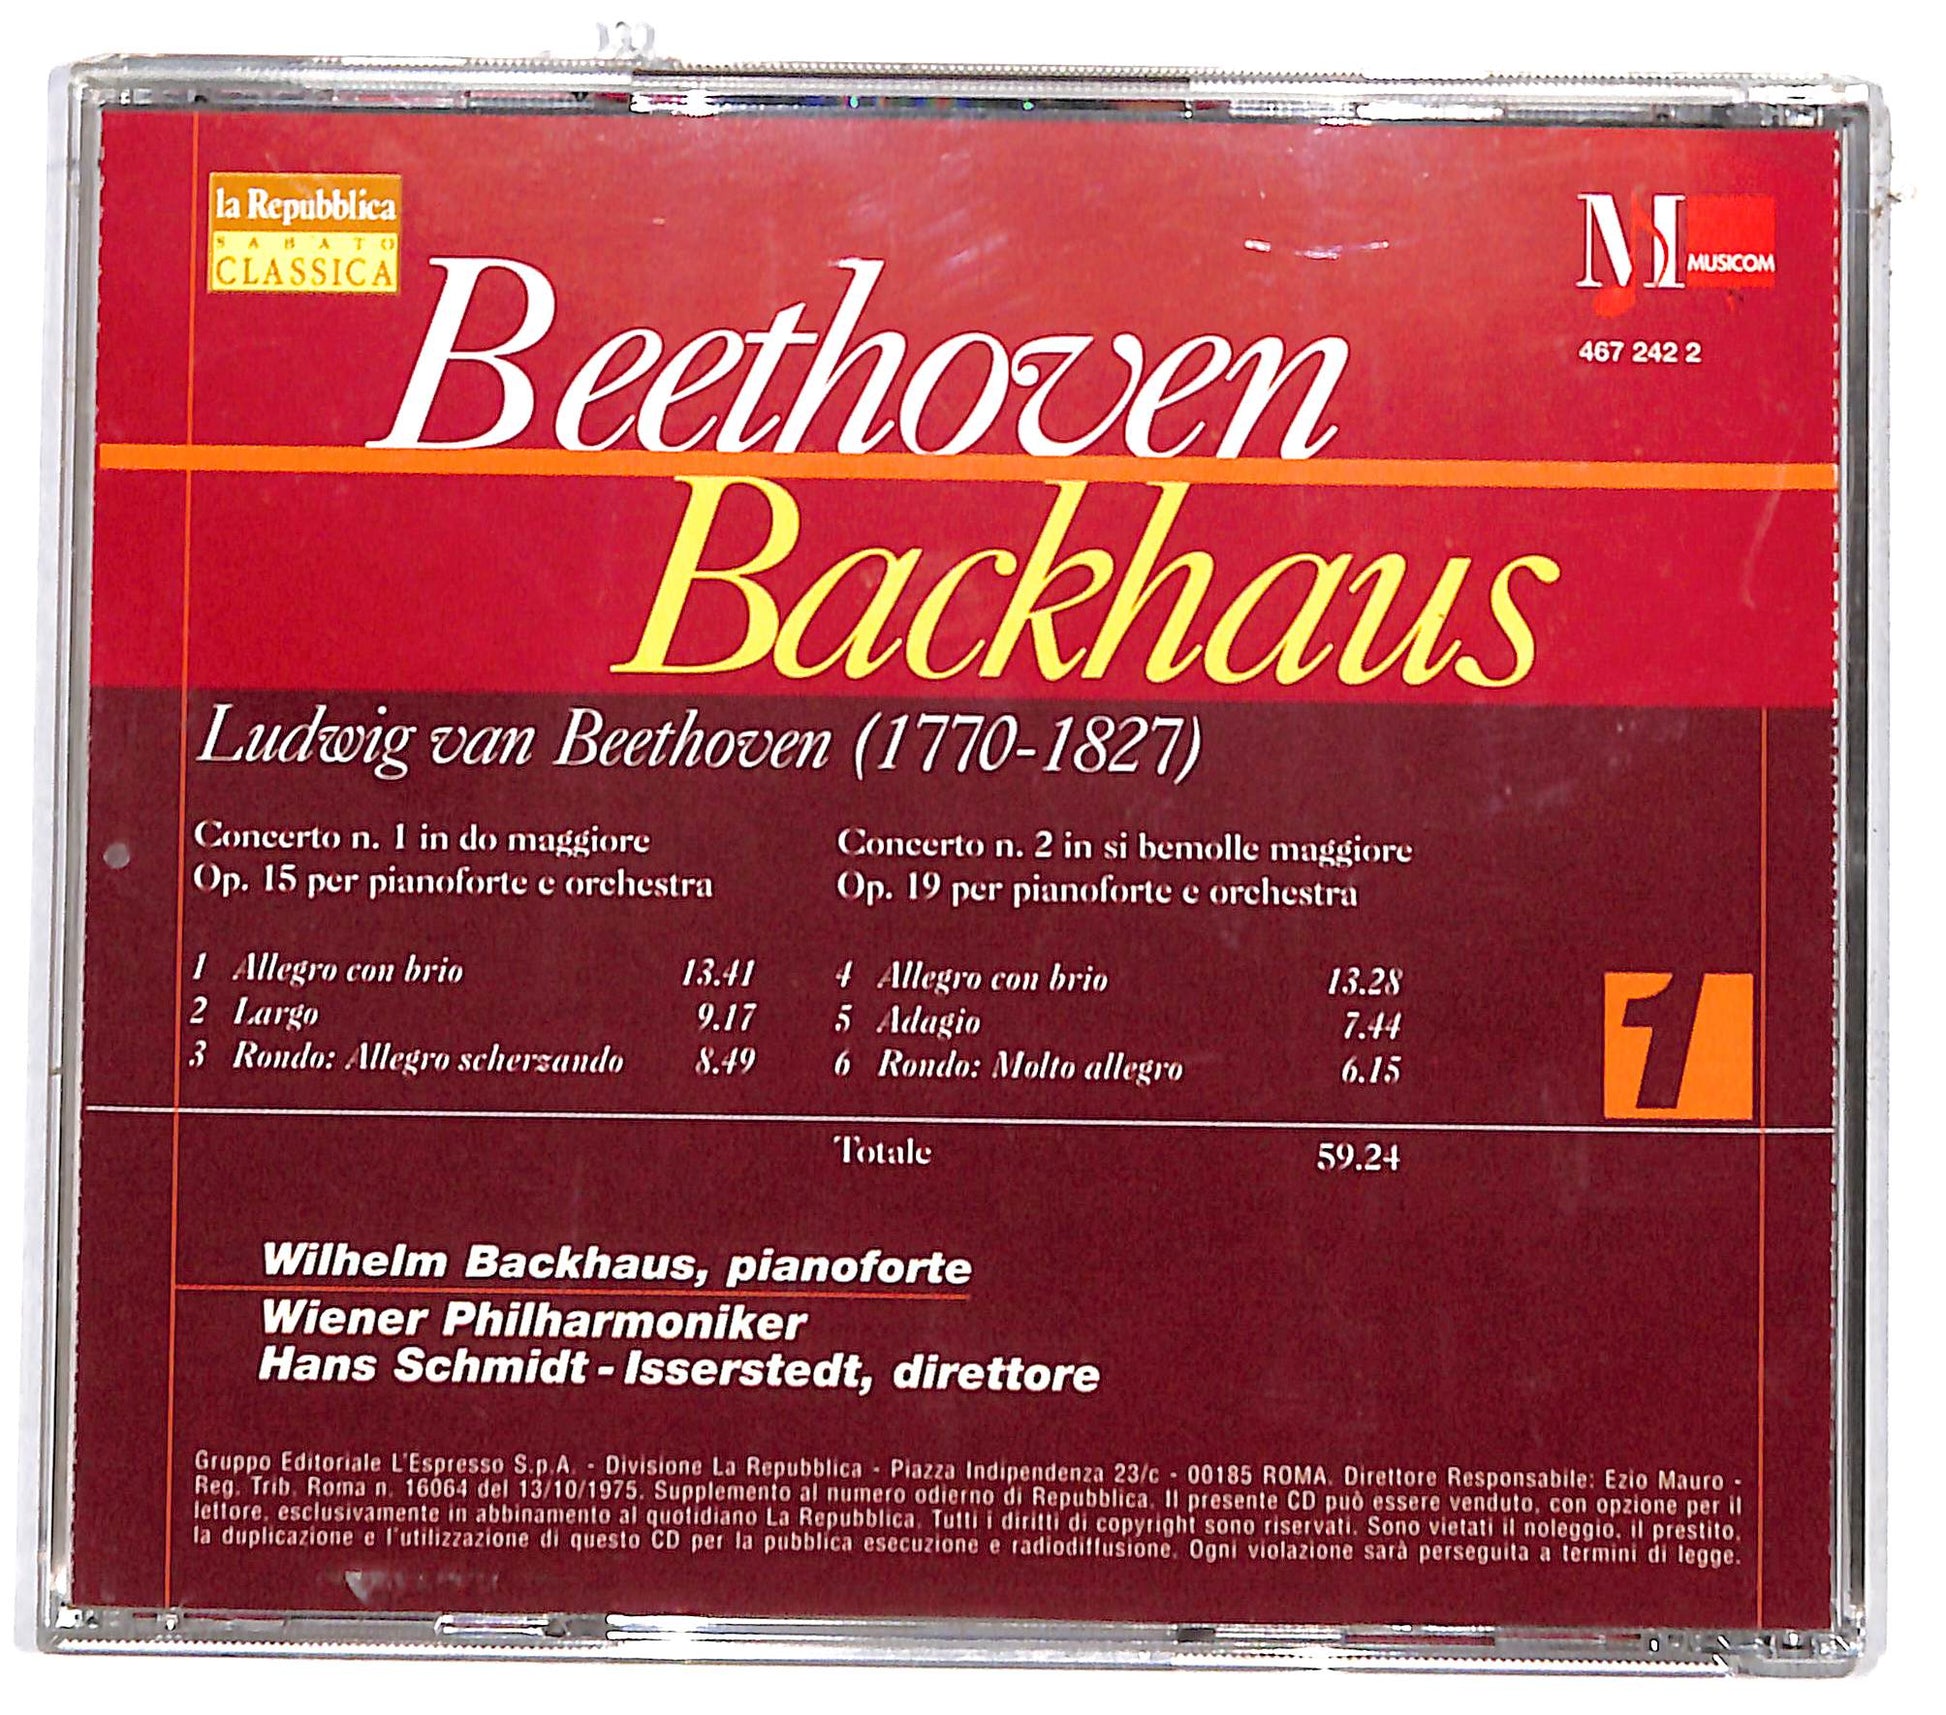 la Repubblica
SABATO
CLASSICA
MUSICOM
467 242 2
Beethoven
Backhaus
Ludwig van Beethoven (1770-1827)
Concerto n. 1 in do maggiore
Op. 15 per pianoforte e orchestra
1 Allegro con brio 13.41
2 Largo 9.17
3 Rondo: Allegro scherzando 8.49
Concerto n. 2 in si bemolle maggiore
Op. 19 per pianoforte e orchestra
4 Allegro con brio 13.28
5 Adagio 7.44
6 Rondo: Molto allegro 6.15
1
Totale 59.24
Wilhelm Backhaus, pianoforte
Wiener Philharmoniker
Hans Schmidt - Isserstedt, direttore
Gruppo Editoriale L'Espresso S.p.A. - Divisione La Repubblica - Piazza Indipendenza 23/c - 00185 ROMA. Direttore Responsabile: Ezio Mauro -
Reg. Trib. Roma n. 16064 del 13/10/1975. Supplemento al numero odierno di Repubblica. Il presente CD può essere venduto, con opzione per il
lettore, esclusivamente in abbinamento al quotidiano La Repubblica. Tutti i diritti di copyright sono riservati. Sono vietati il noleggio, il prestito,
la duplicazione e l'utilizzazione di questo CD per la pubblica esecuzione e radiodiffusione. Ogni violazione sarà perseguita a termini di legge.